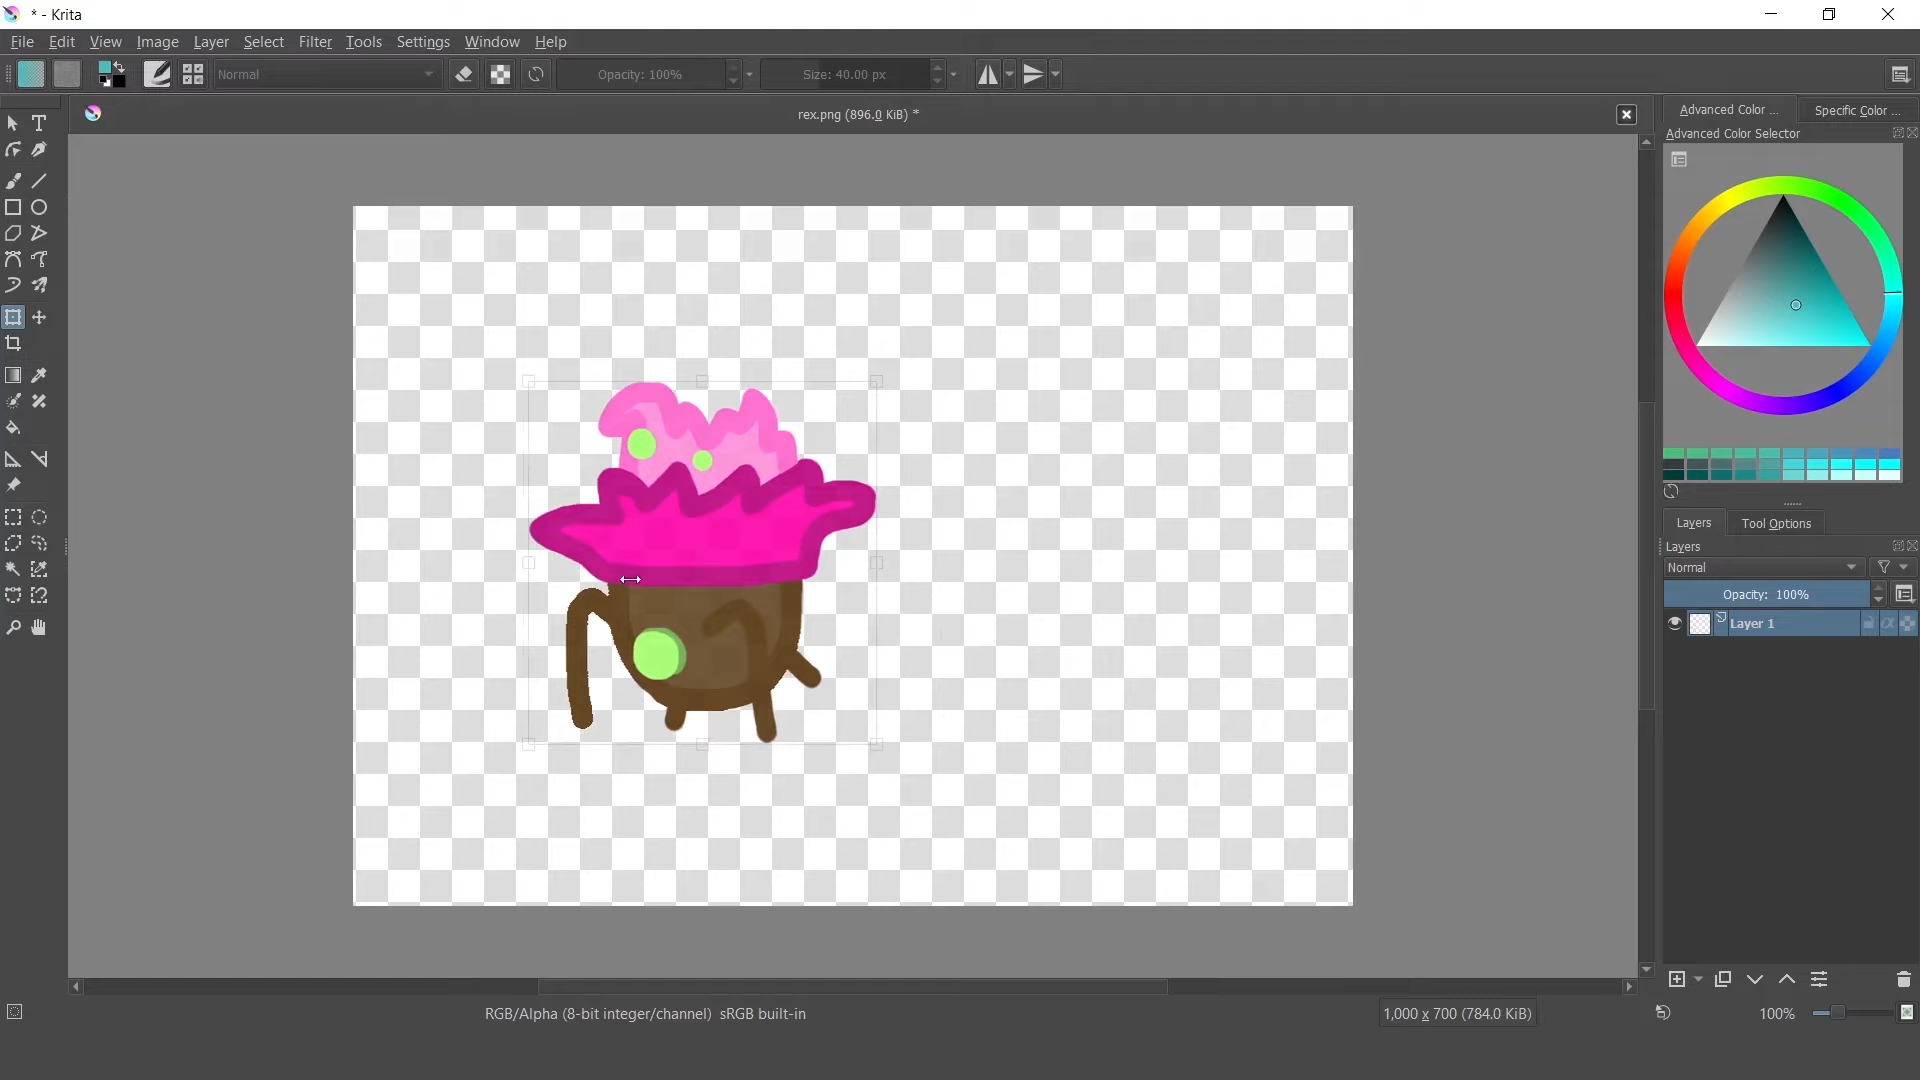 * - Krita
File Edit View Image Layer Select Filter Tools Settings Window Help
Normal Opacity: 100% Size: 40.00 px
rex.png (896.0 KiB) *
Advanced Color ... Specific Color ...
Advanced Color Selector
Layers Tool Options
Layers
Normal
Opacity: 100%
Layer 1
RGB/Alpha (8-bit integer/channel) sRGB built-in 1,000 x 700 (784.0 KiB) 100%